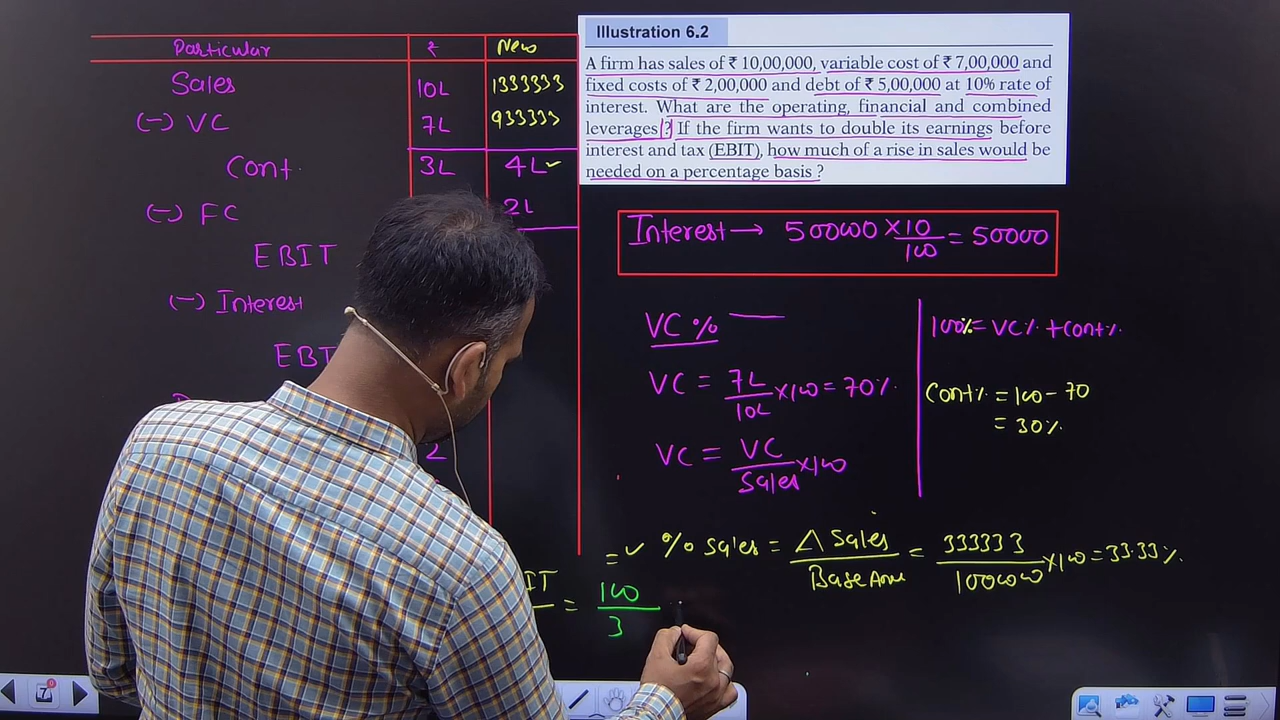 Particular ₹ New
Sales 10L 1333333
(-) VC 7L 933333
Cont. 3L 4L ✓
(-) FC 2L
EBIT
(-) Interest
EBT
2
Illustration 6.2
A firm has sales of ₹ 10,00,000, variable cost of ₹ 7,00,000 and
fixed costs of ₹ 2,00,000 and debt of ₹ 5,00,000 at 10% rate of
interest. What are the operating, financial and combined
leverages ? If the firm wants to double its earnings before
interest and tax (EBIT), how much of a rise in sales would be
needed on a percentage basis ?
Interest → 500000 × 10/100 = 50000
VC %
VC = 7L/10L × 100 = 70%.
VC = VC/Sales × 100
100% = VC% + Cont%.
Cont% = 100 - 70
= 30%.
= ✓ % Sales = Δ Sales/Base Amt = 333333/1000000 × 100 = 33.33%.
IT = 100/3
7